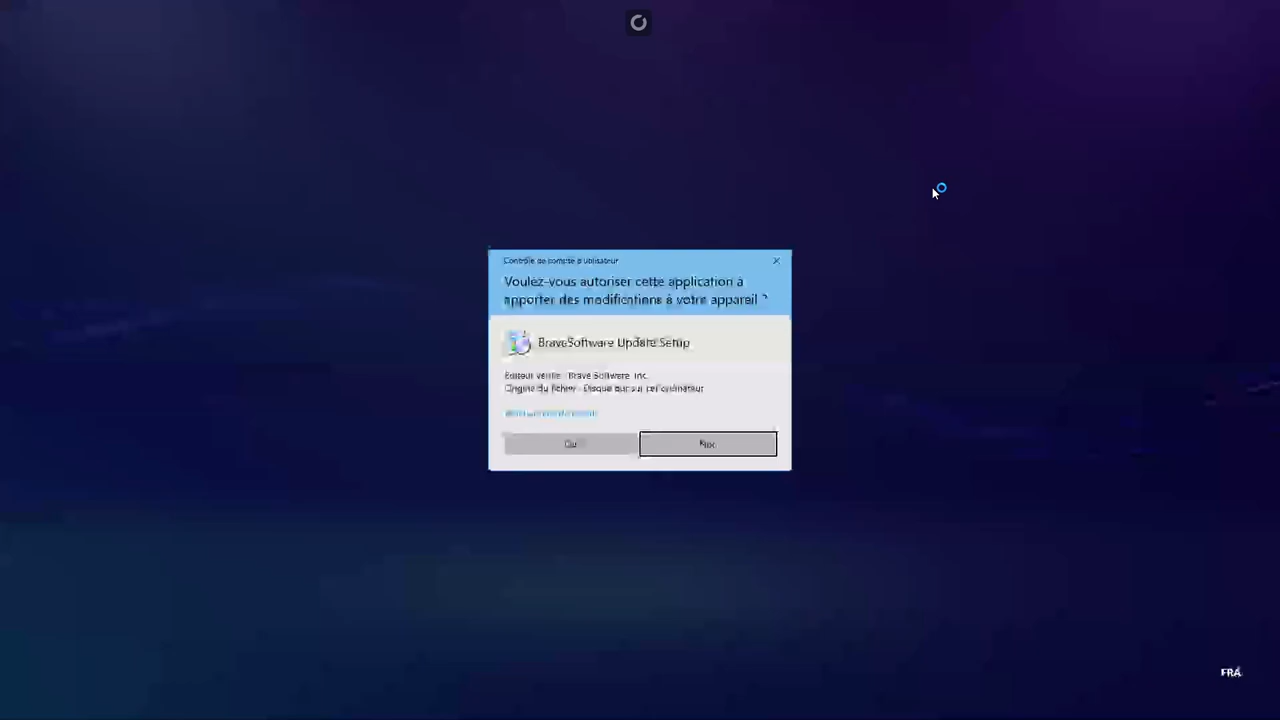 Contrôle de compte d'utilisateur
Voulez-vous autoriser cette application à
apporter des modifications à votre appareil ?
BraveSoftware Update Setup
Éditeur vérifié : Brave Software, Inc.
Origine du fichier : Disque dur sur cet ordinateur
Oui
Non
FRA